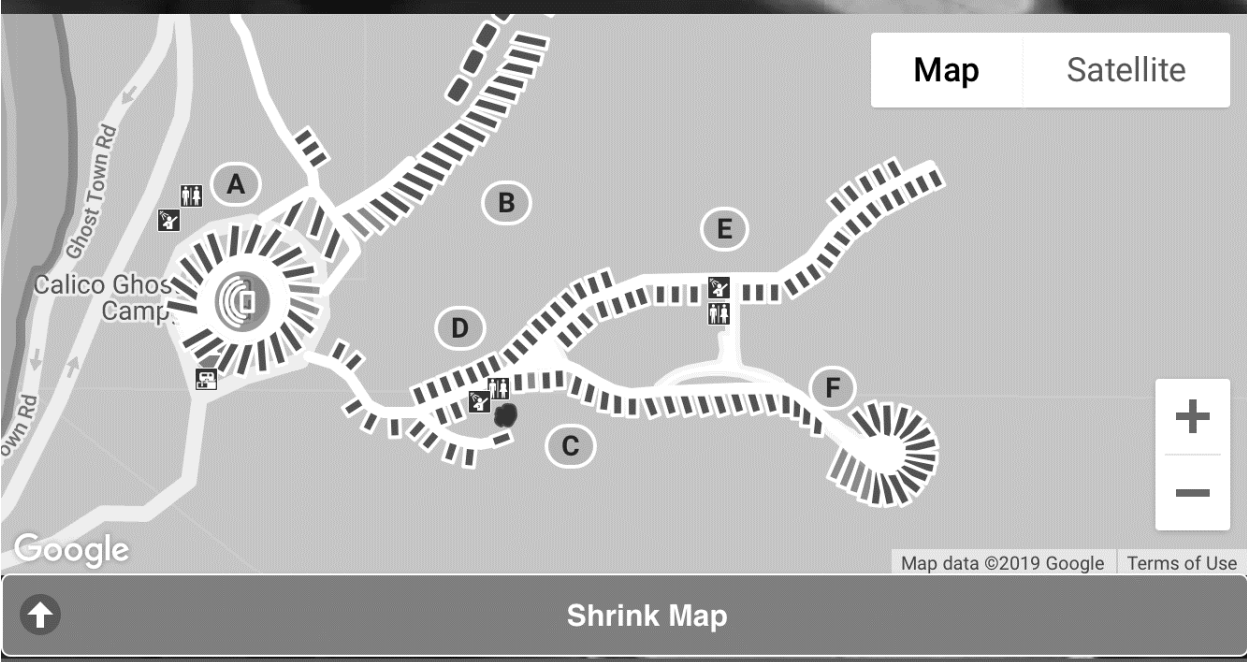 Map
Satellite
Ghost Town Rd
A
B
E
Calico Ghos
Camp
D
F
own Rd
C
+
−
Google
Map data ©2019 Google
Terms of Use
Shrink Map